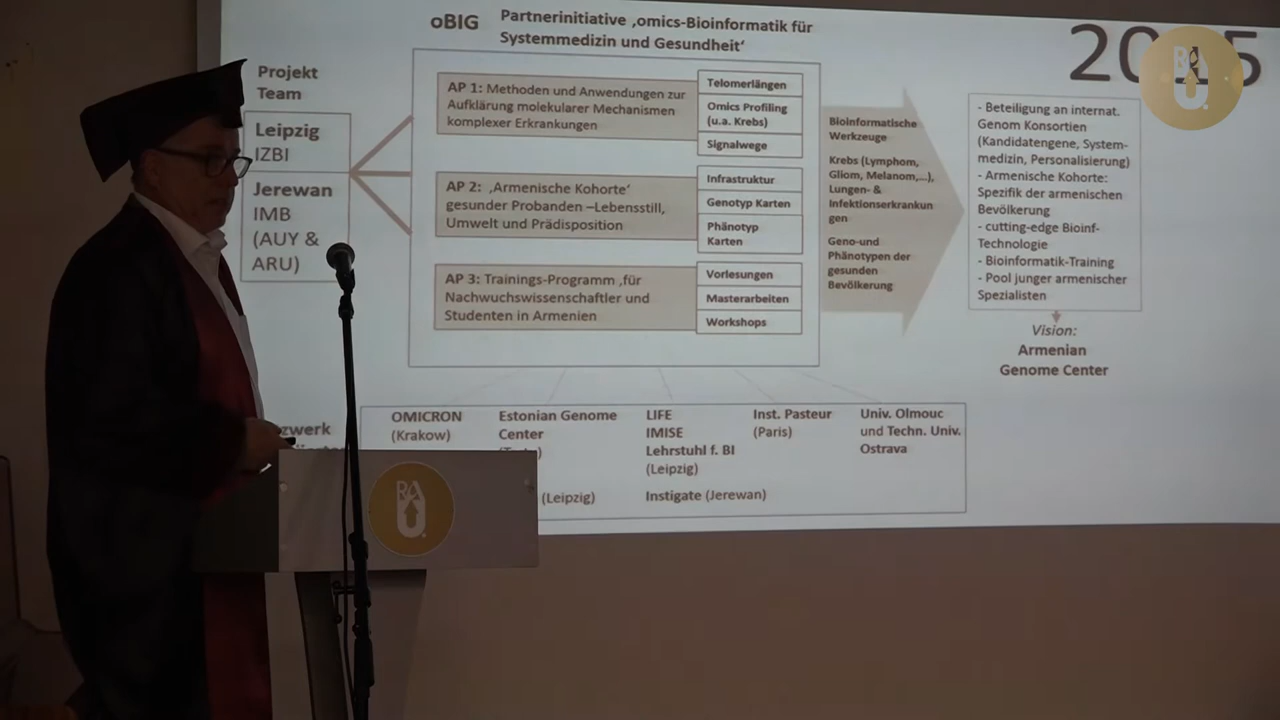 oBIG
Partnerinitiative ‚omics-Bioinformatik für
Systemmedizin und Gesundheit‘
Projekt
Team
Leipzig
IZBI
Jerewan
IMB
(AUY &
ARU)
AP 1: Methoden und Anwendungen zur
Aufklärung molekularer Mechanismen
komplexer Erkrankungen
Telomerlängen
Omics Profiling
(u.a. Krebs)
Signalwege
AP 2: ‚Armenische Kohorte‘
gesunder Probanden –Lebensstill,
Umwelt und Prädisposition
Infrastruktur
Genotyp Karten
Phänotyp
Karten
AP 3: Trainings-Programm ‚für
Nachwuchswissenschaftler und
Studenten in Armenien
Vorlesungen
Masterarbeiten
Workshops
Bioinformatische
Werkzeuge
Krebs (Lymphom,
Gliom, Melanom,...),
Lungen- &
Infektionserkrankun
gen
Geno-und
Phänotypen der
gesunden
Bevölkerung
- Beteiligung an internat.
Genom Konsortien
(Kandidatengene, System-
medizin, Personalisierung)
- Armenische Kohorte:
Spezifik der armenischen
Bevölkerung
- cutting-edge Bioinf-
Technologie
- Bioinformatik-Training
- Pool junger armenischer
Spezialisten
Vision:
Armenian
Genome Center
OMICRON
(Krakow)
Estonian Genome
Center
(Leipzig)
LIFE
IMISE
Lehrstuhl f. BI
(Leipzig)
Instigate (Jerewan)
Inst. Pasteur
(Paris)
Univ. Olmouc
und Techn. Univ.
Ostrava